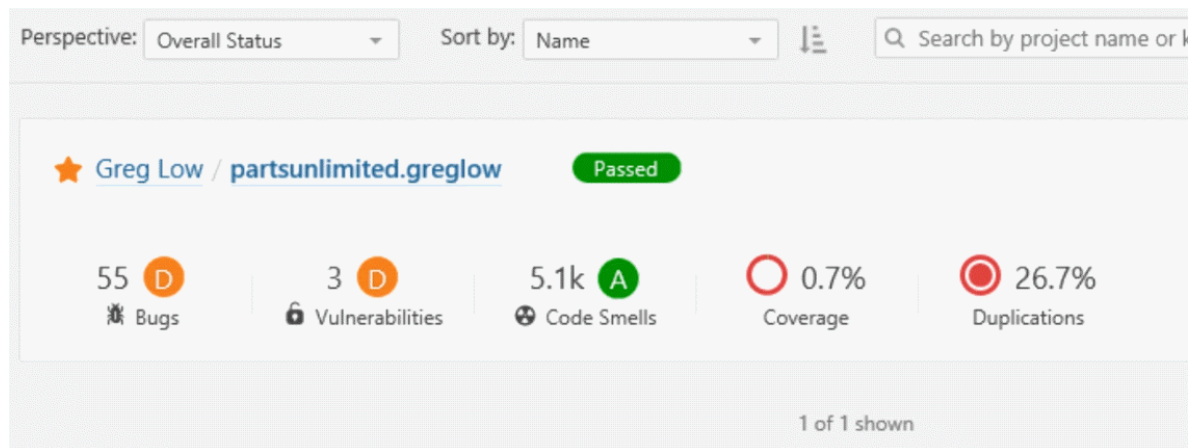 Perspective: Overall Status Sort by: Name Search by project name or k
Greg Low / partsunlimited.greglow Passed
55 D 3 D 5.1k A 0.7% 26.7%
Bugs Vulnerabilities Code Smells Coverage Duplications
1 of 1 shown